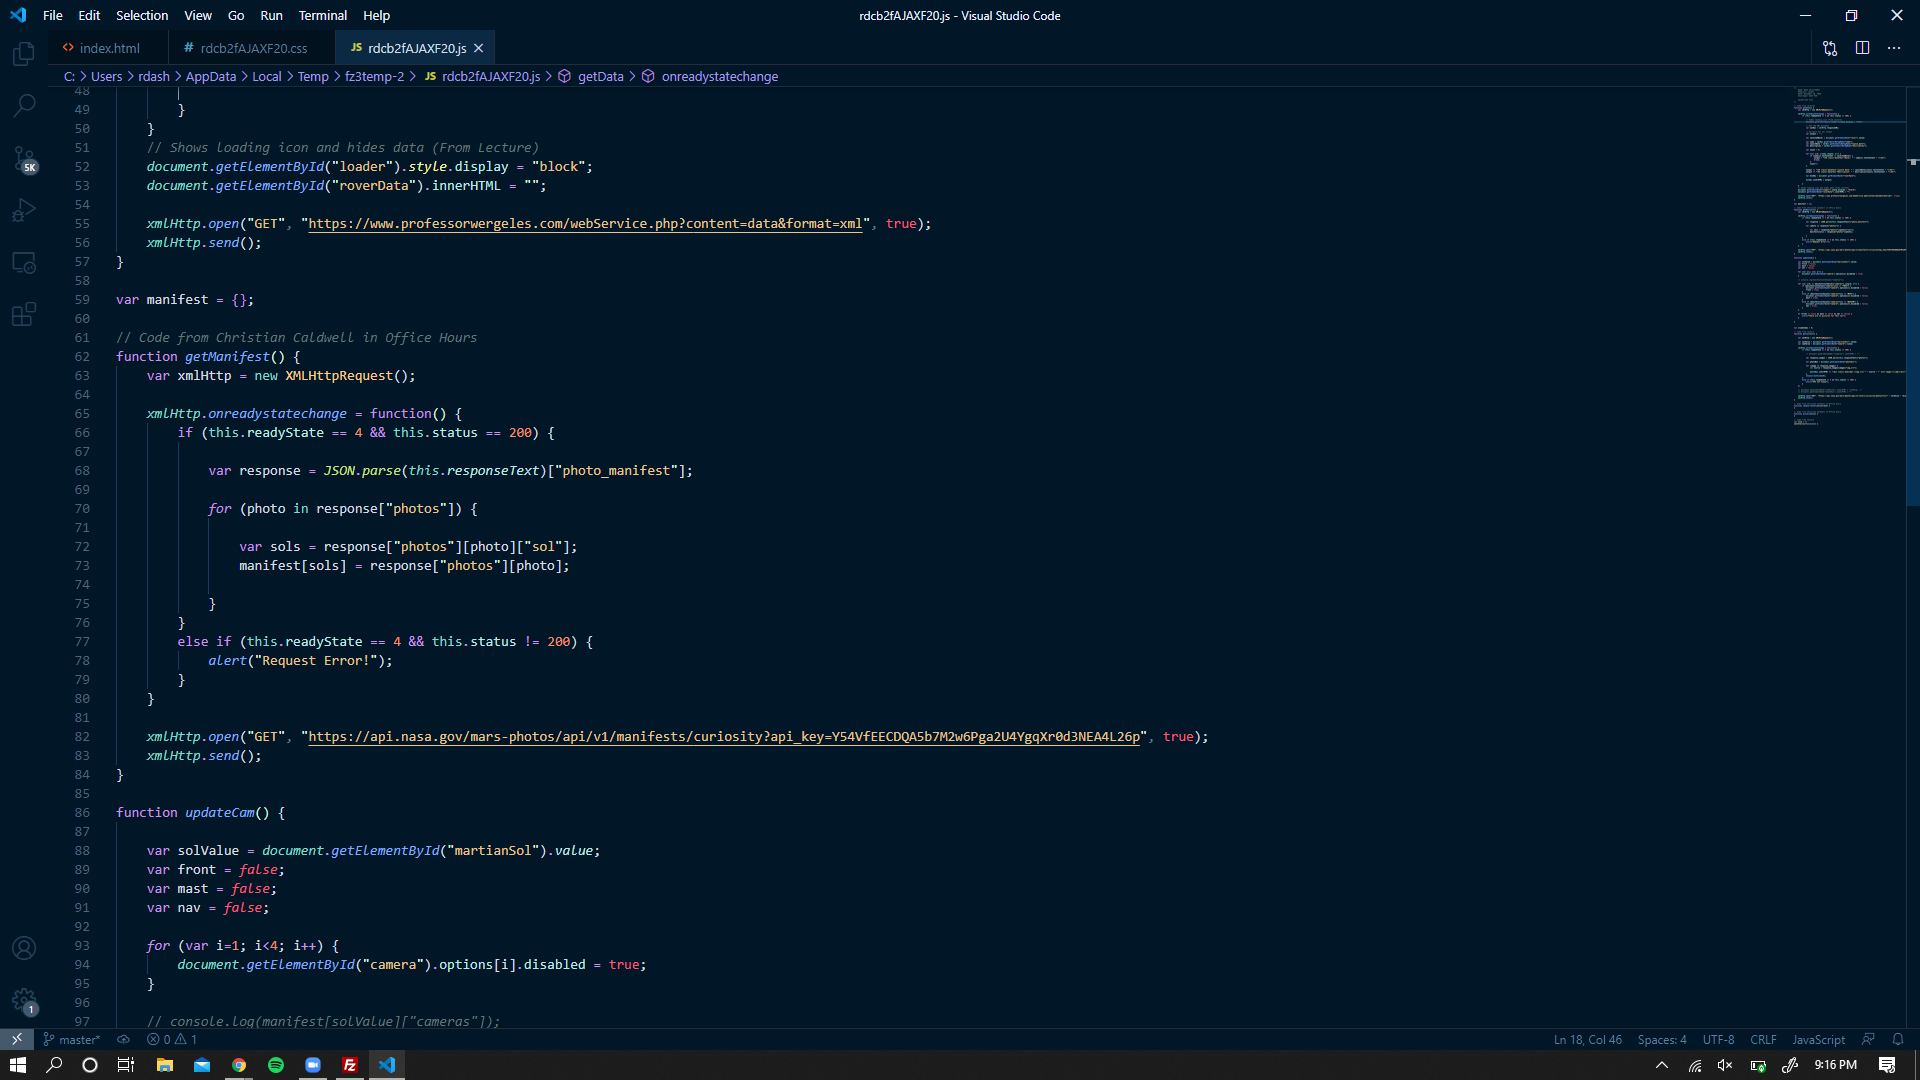 File Edit Selection View Go Run Terminal Help
rdcb2fAJAXF20.js - Visual Studio Code
<> index.html
# rdcb2fAJAXF20.css
JS rdcb2fAJAXF20.js
C: > Users > rdash > AppData > Local > Temp > fz3temp-2 > JS rdcb2fAJAXF20.js > getData > onreadystatechange
48
49 }
50 }
51 // Shows loading icon and hides data (From Lecture)
52 document.getElementById("loader").style.display = "block";
53 document.getElementById("roverData").innerHTML = "";
54
55 xmlHttp.open("GET", "https://www.professorwergeles.com/webService.php?content=data&format=xml", true);
56 xmlHttp.send();
57 }
58
59 var manifest = {};
60
61 // Code from Christian Caldwell in Office Hours
62 function getManifest() {
63 var xmlHttp = new XMLHttpRequest();
64
65 xmlHttp.onreadystatechange = function() {
66 if (this.readyState == 4 && this.status == 200) {
67
68 var response = JSON.parse(this.responseText)["photo_manifest"];
69
70 for (photo in response["photos"]) {
71
72 var sols = response["photos"][photo]["sol"];
73 manifest[sols] = response["photos"][photo];
74
75 }
76 }
77 else if (this.readyState == 4 && this.status != 200) {
78 alert("Request Error!");
79 }
80 }
81
82 xmlHttp.open("GET", "https://api.nasa.gov/mars-photos/api/v1/manifests/curiosity?api_key=Y54VfEECDQA5b7M2w6Pga2U4YgqXr0d3NEA4L26p", true);
83 xmlHttp.send();
84 }
85
86 function updateCam() {
87
88 var solValue = document.getElementById("martianSol").value;
89 var front = false;
90 var mast = false;
91 var nav = false;
92
93 for (var i=1; i<4; i++) {
94 document.getElementById("camera").options[i].disabled = true;
95 }
96
97 // console.log(manifest[solValue]["cameras"]);
5K
1
master* 0 1
Ln 18, Col 46 Spaces: 4 UTF-8 CRLF JavaScript
9:16 PM